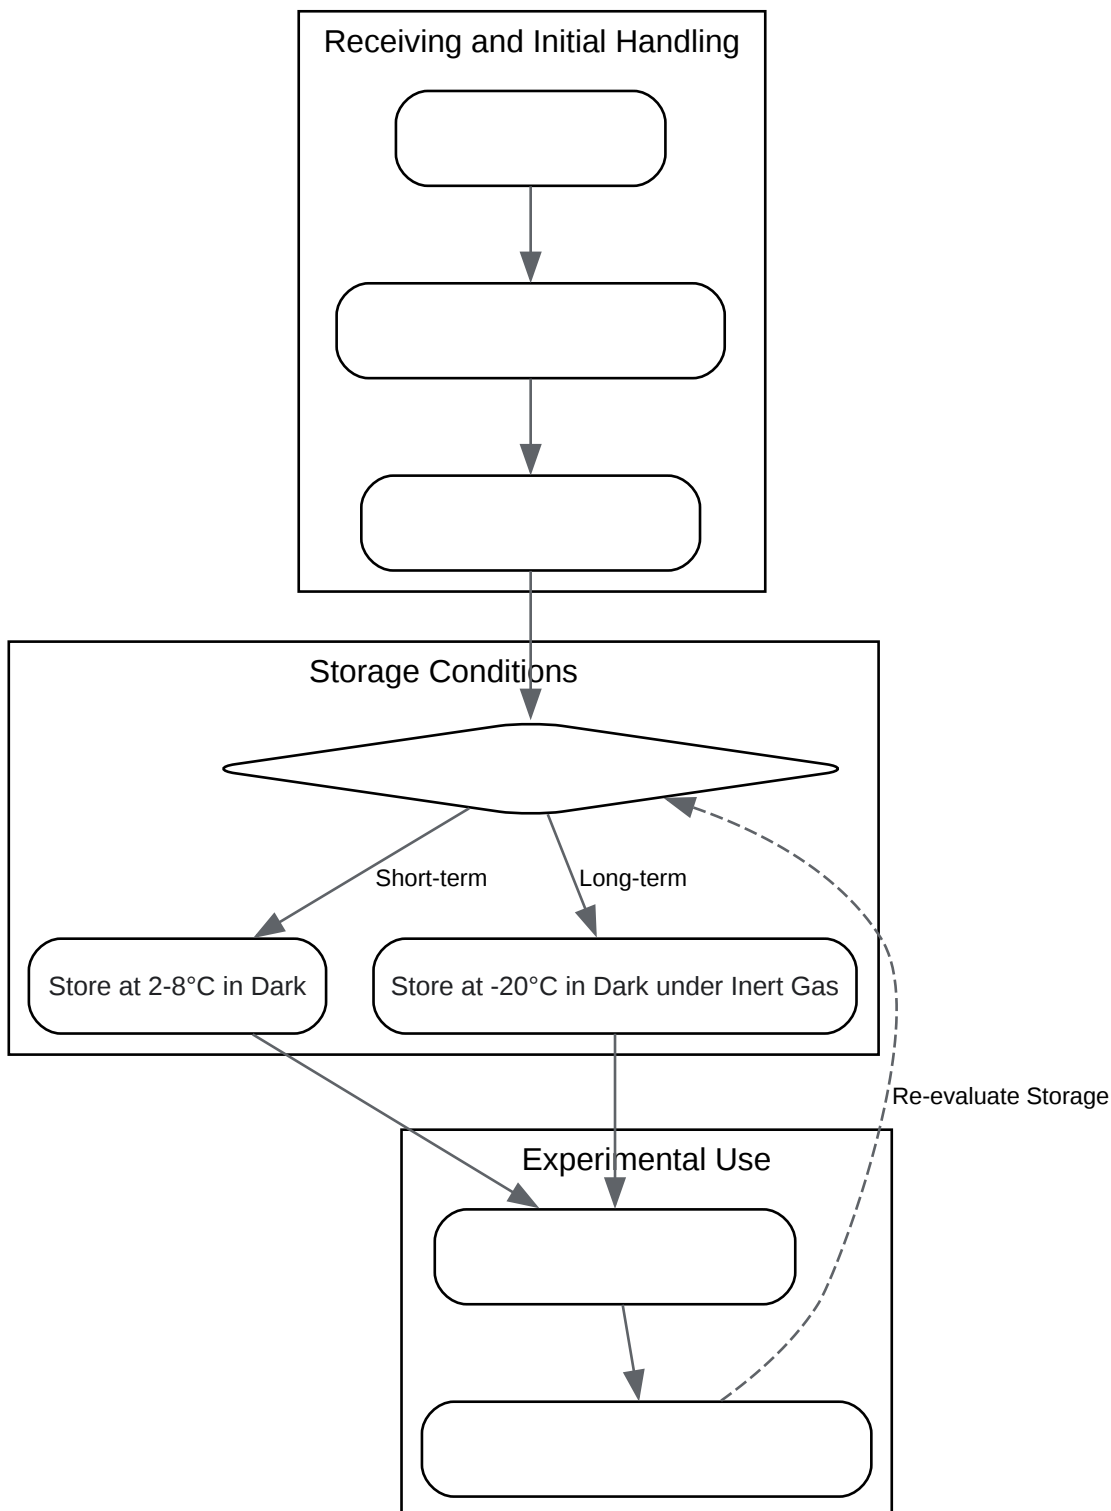 Receiving and Initial Handling
Storage Conditions
Short-term
Long-term
Store at 2-8°C in Dark
Store at -20°C in Dark under Inert Gas
Re-evaluate Storage
Experimental Use